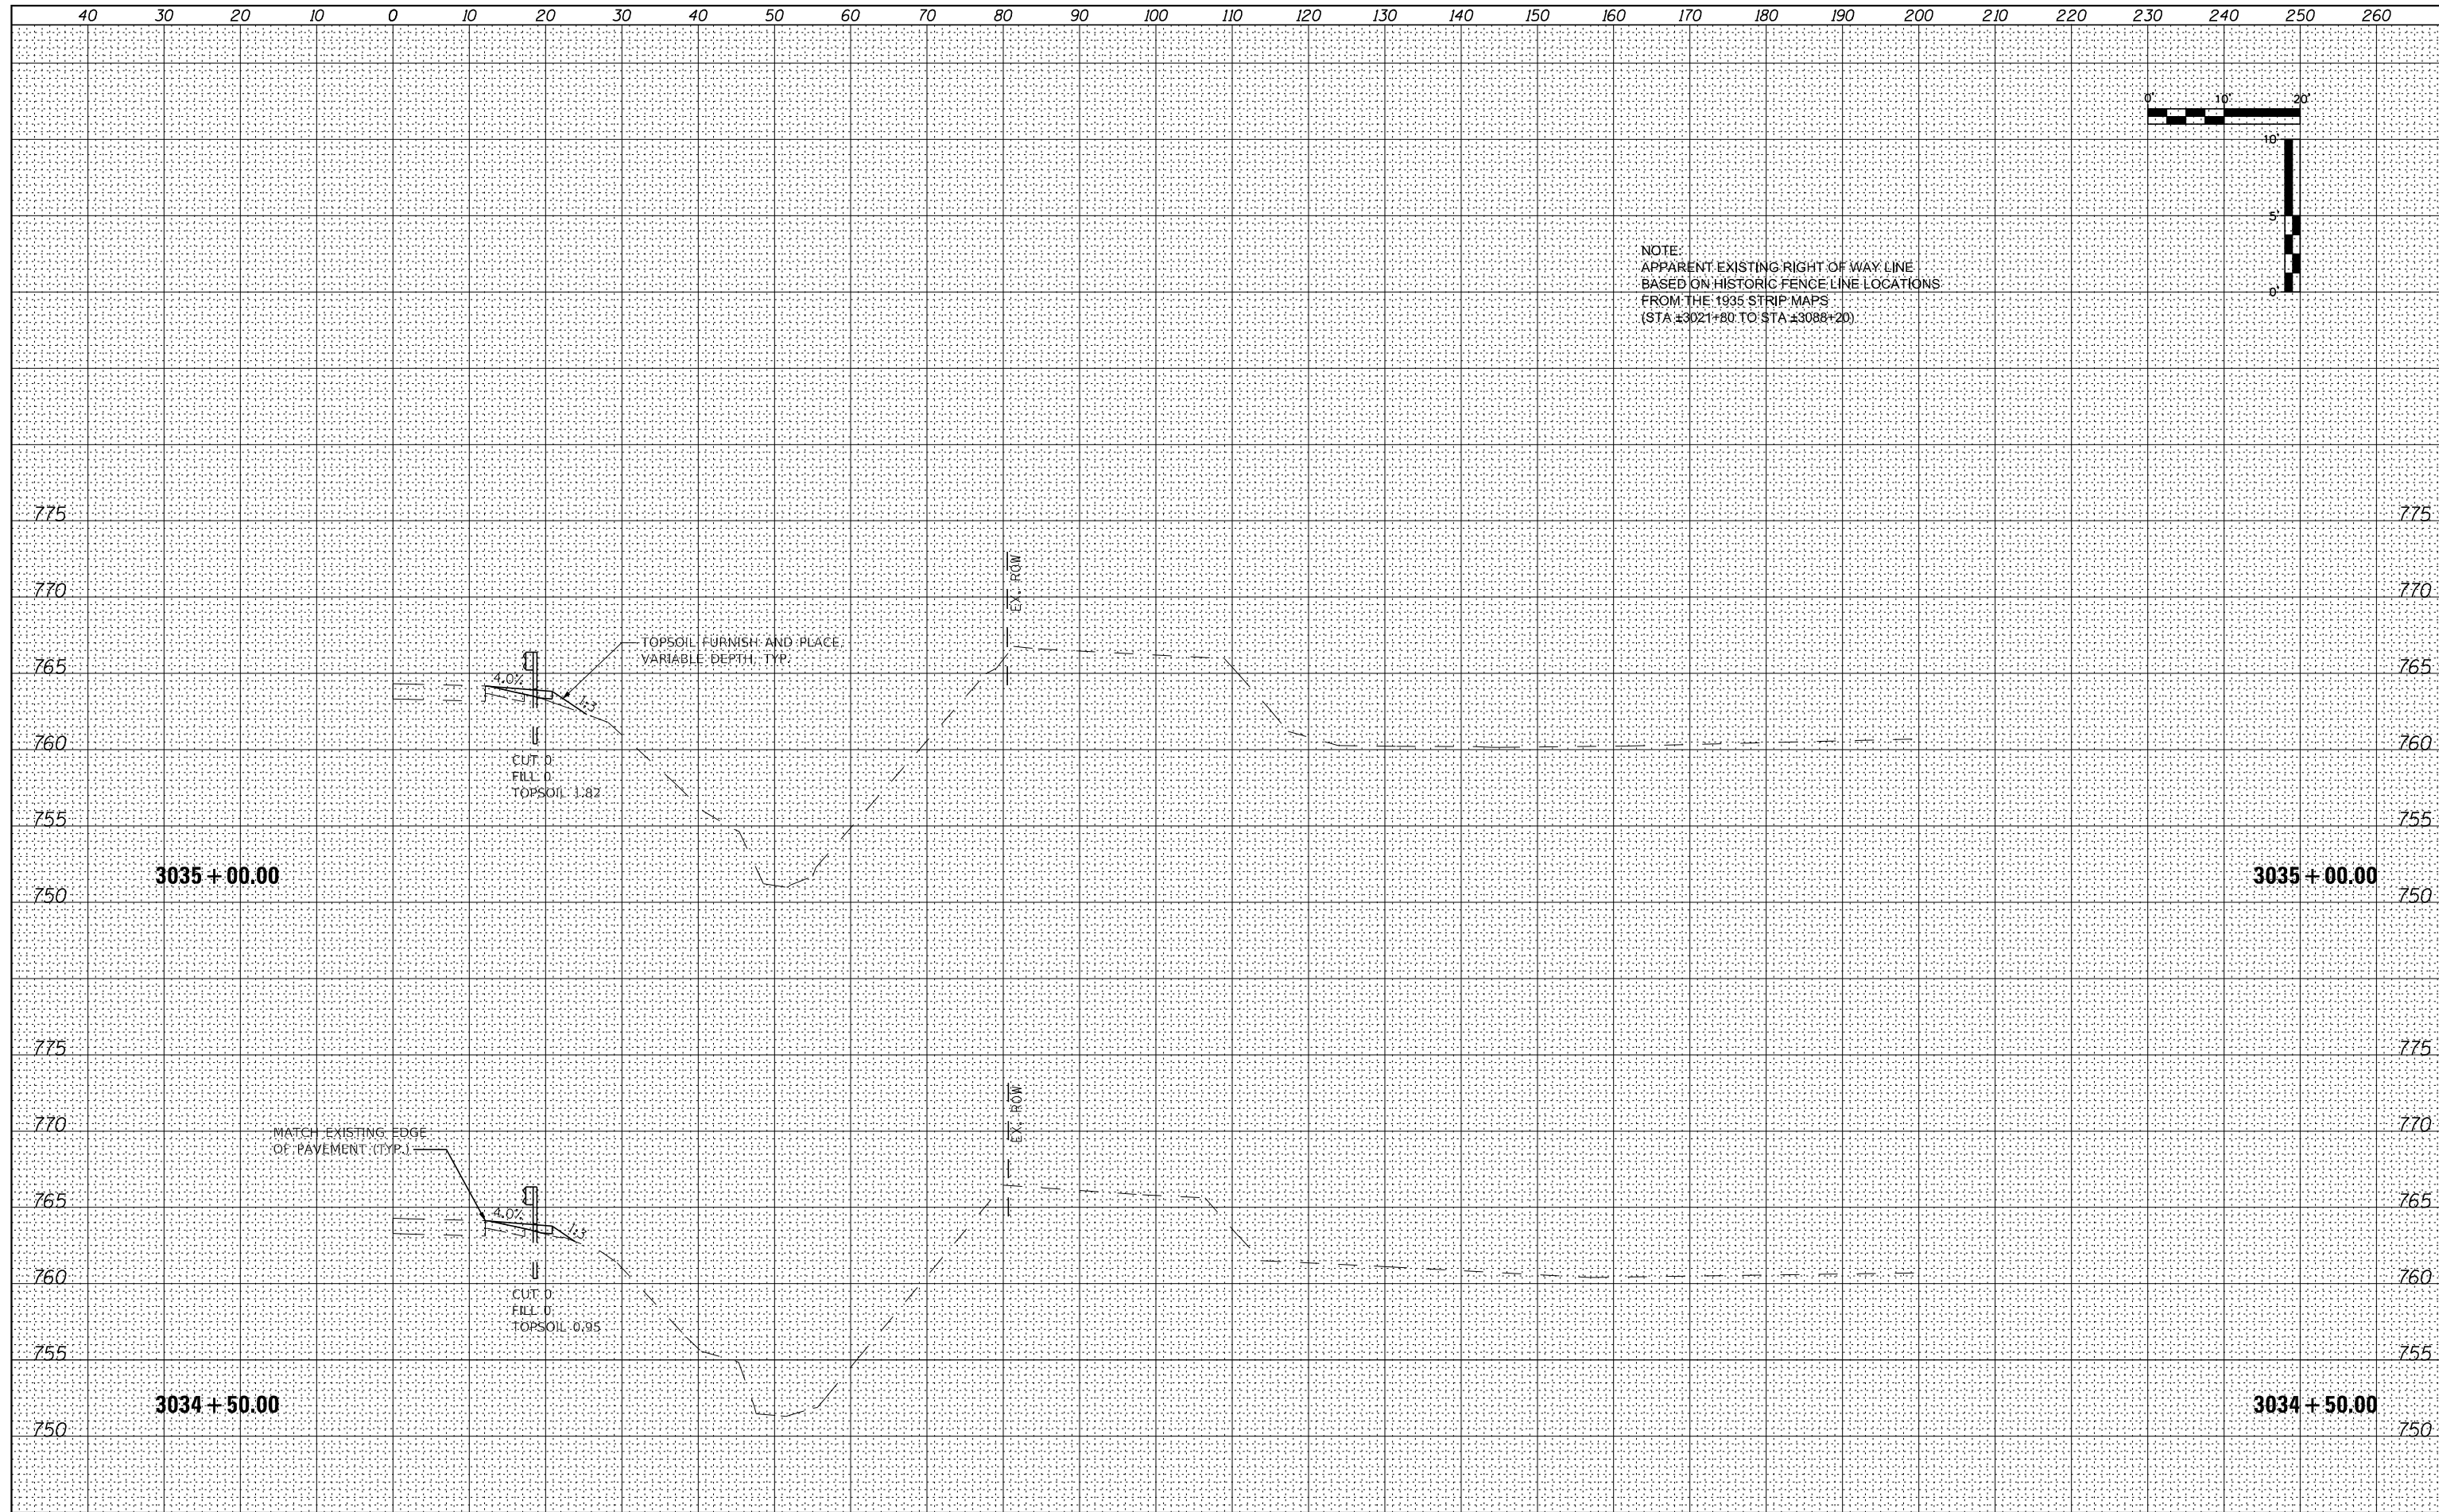 40 30 20 10 0 10 20 30 40 50 60 70 80 90 100 110 120 130 140 150 160 170 180 190 200 210 220 230 240 250 260
0' 10' 20'
10'
5'
0'
NOTE:
APPARENT EXISTING RIGHT OF WAY LINE
BASED ON HISTORIC FENCE LINE LOCATIONS
FROM THE 1935 STRIP MAPS
(STA ±3021+80 TO STA ±3088+20)
775 775
EX. ROW
770 770
TOPSOIL FURNISH AND PLACE,
VARIABLE DEPTH, TYP.
765 765
4.0%
1:3
760 760
CUT 0
FILL 0
TOPSOIL 1.82
755 755
3035 + 00.00 3035 + 00.00
750 750
775 775
EX. ROW
770 770
MATCH EXISTING EDGE
OF PAVEMENT (TYP.)
765 765
4.0%
1:3
760 760
CUT 0
FILL 0
TOPSOIL 0.95
755 755
3034 + 50.00 3034 + 50.00
750 750